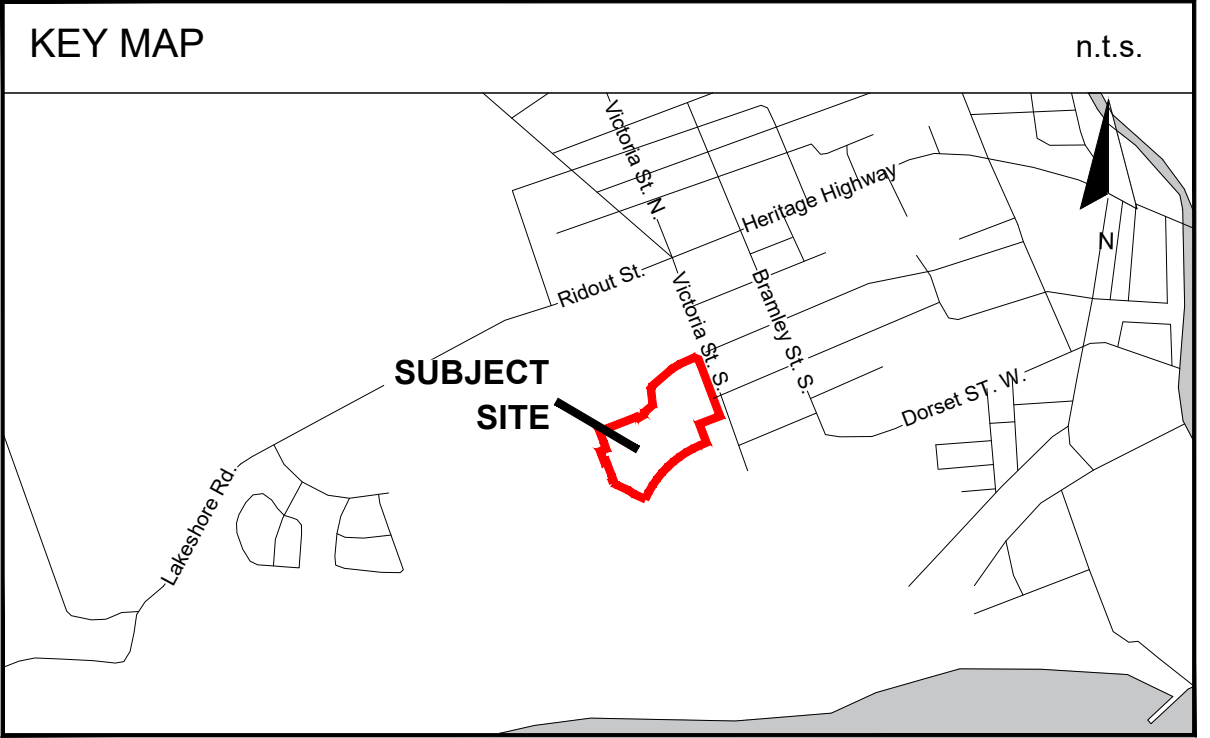 KEY MAP
n.t.s.
Victoria St. N.
Heritage Highway
N
Ridout St.
Victoria St. S.
Bramley St. S.
SUBJECT
SITE
Dorset ST. W.
Lakeshore Rd.